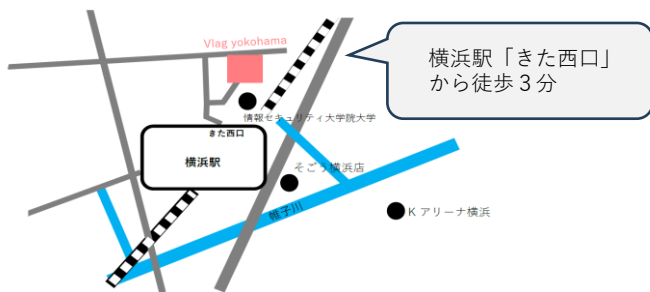 Vlag yokohama
横浜駅「きた西口」
から徒歩３分
情報セキュリティ大学院大学
きた西口
横浜駅
そごう横浜店
帷子川
K アリーナ横浜